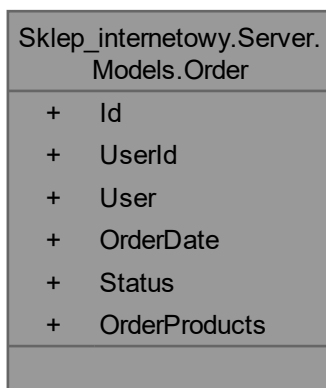 Sklep_internetowy.Server.
Models.Order
+ Id
+ UserId
+ User
+ OrderDate
+ Status
+ OrderProducts